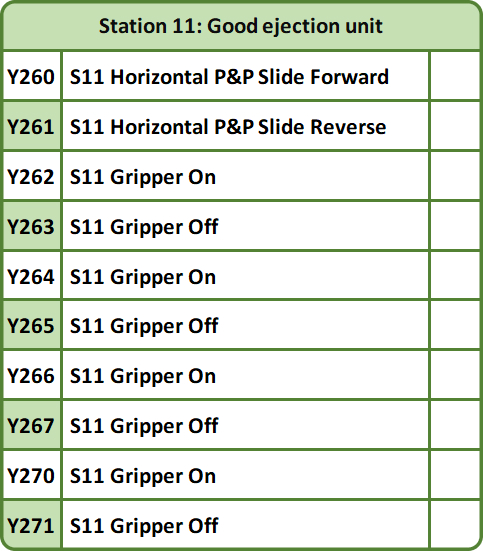 Station 11: Good ejection unit
Y260 S11 Horizontal P&P Slide Forward
Y261 S11 Horizontal P&P Slide Reverse
Y262 S11 Gripper On
Y263 S11 Gripper Off
Y264 S11 Gripper On
Y265 S11 Gripper Off
Y266 S11 Gripper On
Y267 S11 Gripper Off
Y270 S11 Gripper On
Y271 S11 Gripper Off